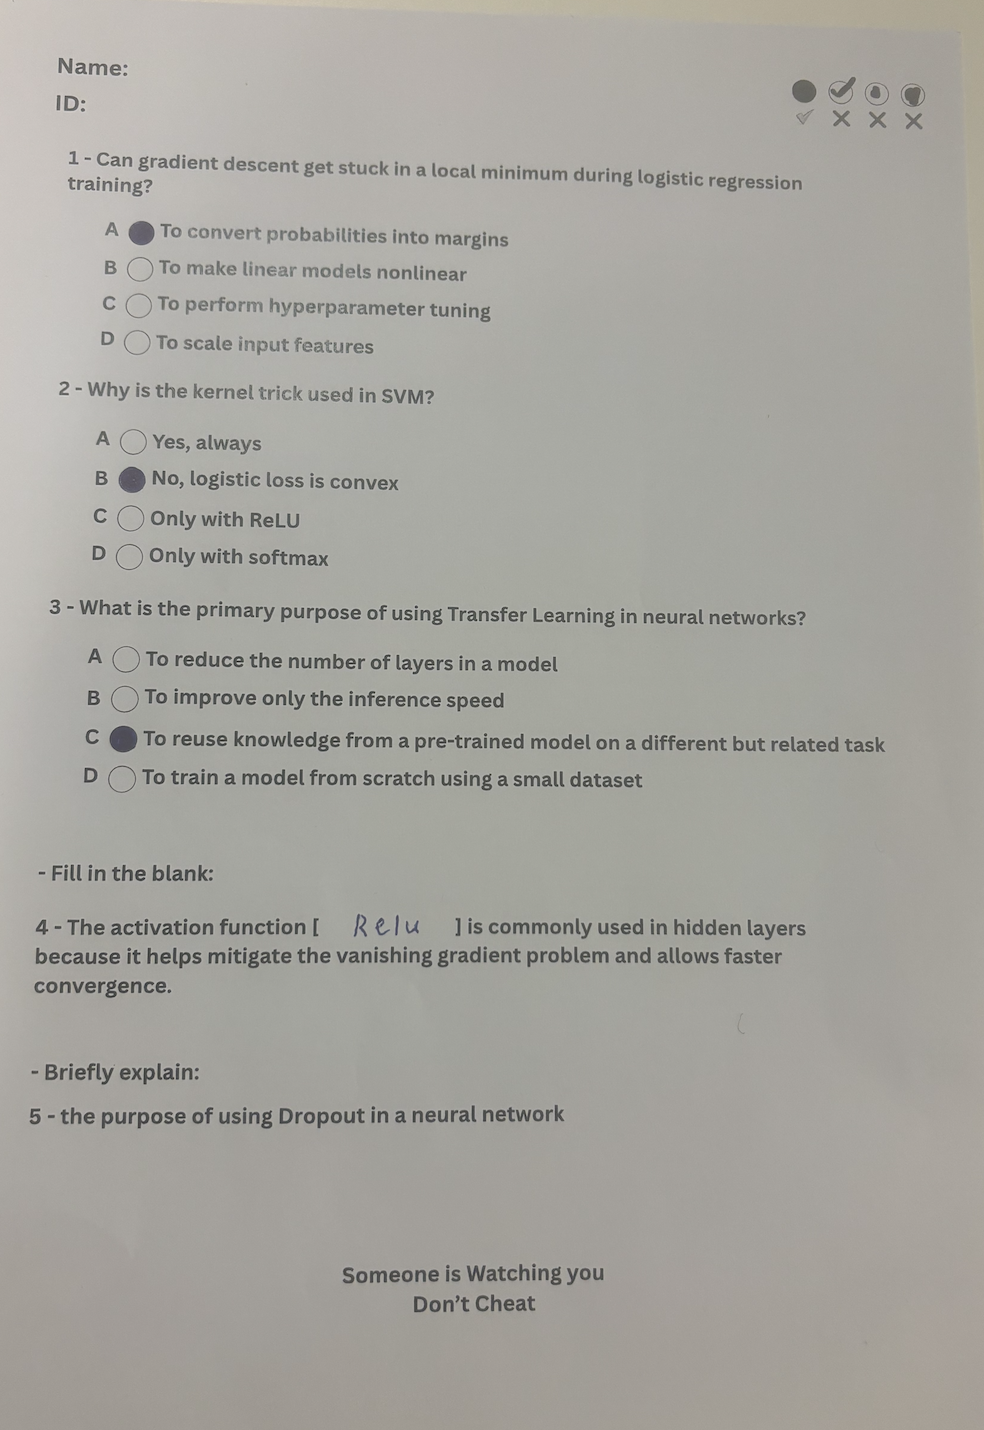 Name:
ID:
1 - Can gradient descent get stuck in a local minimum during logistic regression
training?
A To convert probabilities into margins
B To make linear models nonlinear
C To perform hyperparameter tuning
D To scale input features
2 - Why is the kernel trick used in SVM?
A Yes, always
B No, logistic loss is convex
C Only with ReLU
D Only with softmax
3 - What is the primary purpose of using Transfer Learning in neural networks?
A To reduce the number of layers in a model
B To improve only the inference speed
C To reuse knowledge from a pre-trained model on a different but related task
D To train a model from scratch using a small dataset
- Fill in the blank:
4 - The activation function [ Relu ] is commonly used in hidden layers
because it helps mitigate the vanishing gradient problem and allows faster
convergence.
- Briefly explain:
5 - the purpose of using Dropout in a neural network
Someone is Watching you
Don't Cheat